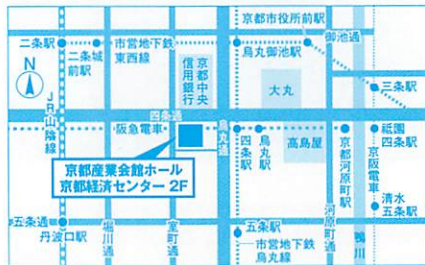 京都市役所前駅
御池通
二条駅
二条城前駅
市営地下鉄
東西線
烏丸御池駅
N
京都中央
信用銀行
大丸
三条駅
JR山陰線
四条通
阪急電車
烏丸通
四条駅
烏丸駅
高島屋
京都河原町駅
祇園
四条駅
京阪電車
京都産業会館ホール
京都経済センター 2F
清水
五条駅
五条通
丹波口駅
堀川通
室町通
五条駅
市営地下鉄
烏丸線
河原町通
鴨川